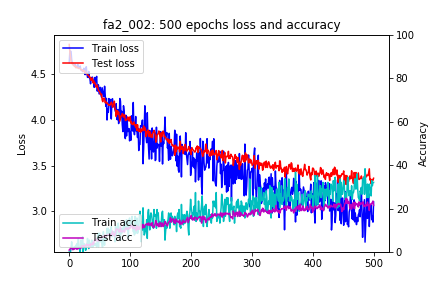 fa2_002: 500 epochs loss and accuracy
Train loss
Test loss
Train acc
Test acc
Loss
4.5
4.0
3.5
3.0
0
100
200
300
400
500
Accuracy
100
80
60
40
20
0